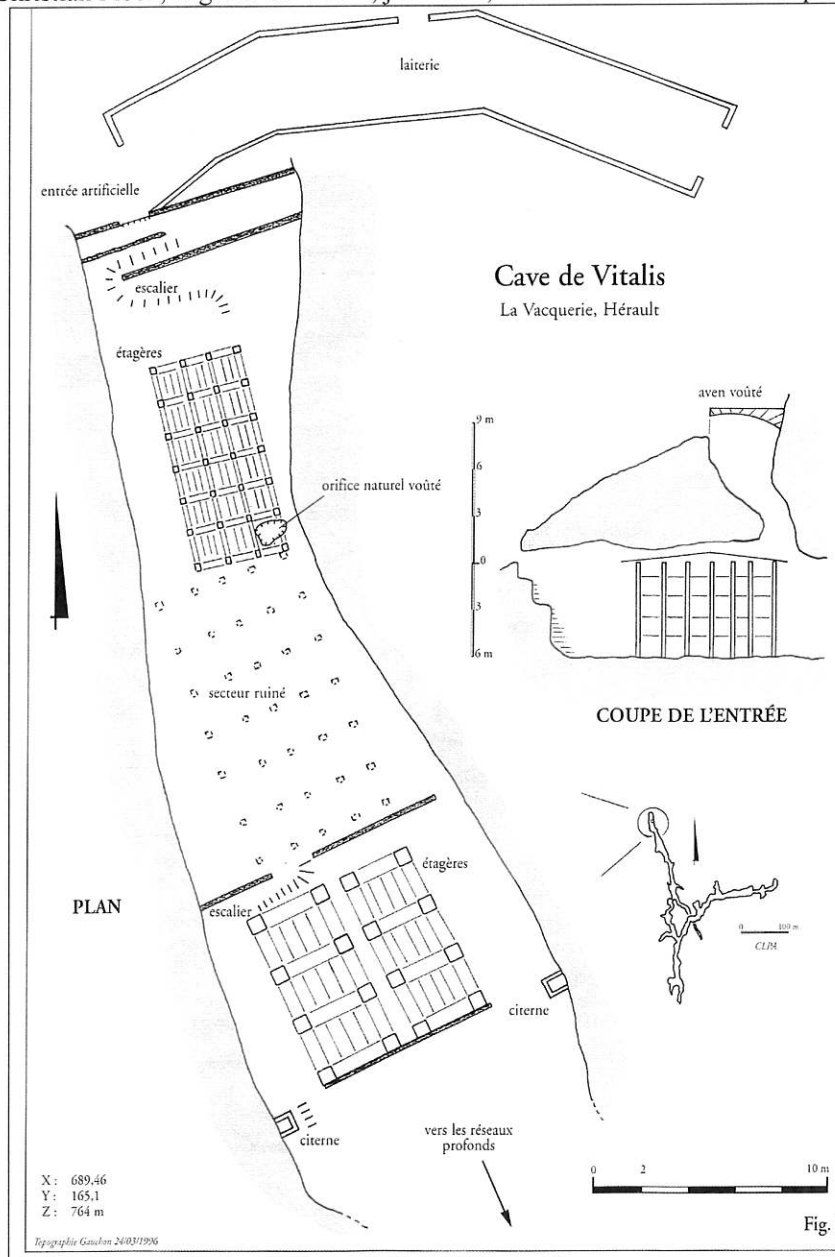 laiterie
entrée artificielle
escalier
Cave de Vitalis
La Vacquerie, Hérault
étagères
aven voûté
9 m
6
3
0
3
6 m
orifice naturel voûté
secteur ruiné
COUPE DE L'ENTRÉE
PLAN
étagères
escalier
0 100 m
CLPA
citerne
citerne
vers les réseaux
profonds
X : 689,46
Y : 165,1
Z : 764 m
0 2 10 m
Fig.
Topographie Gauchon 24/03/1996